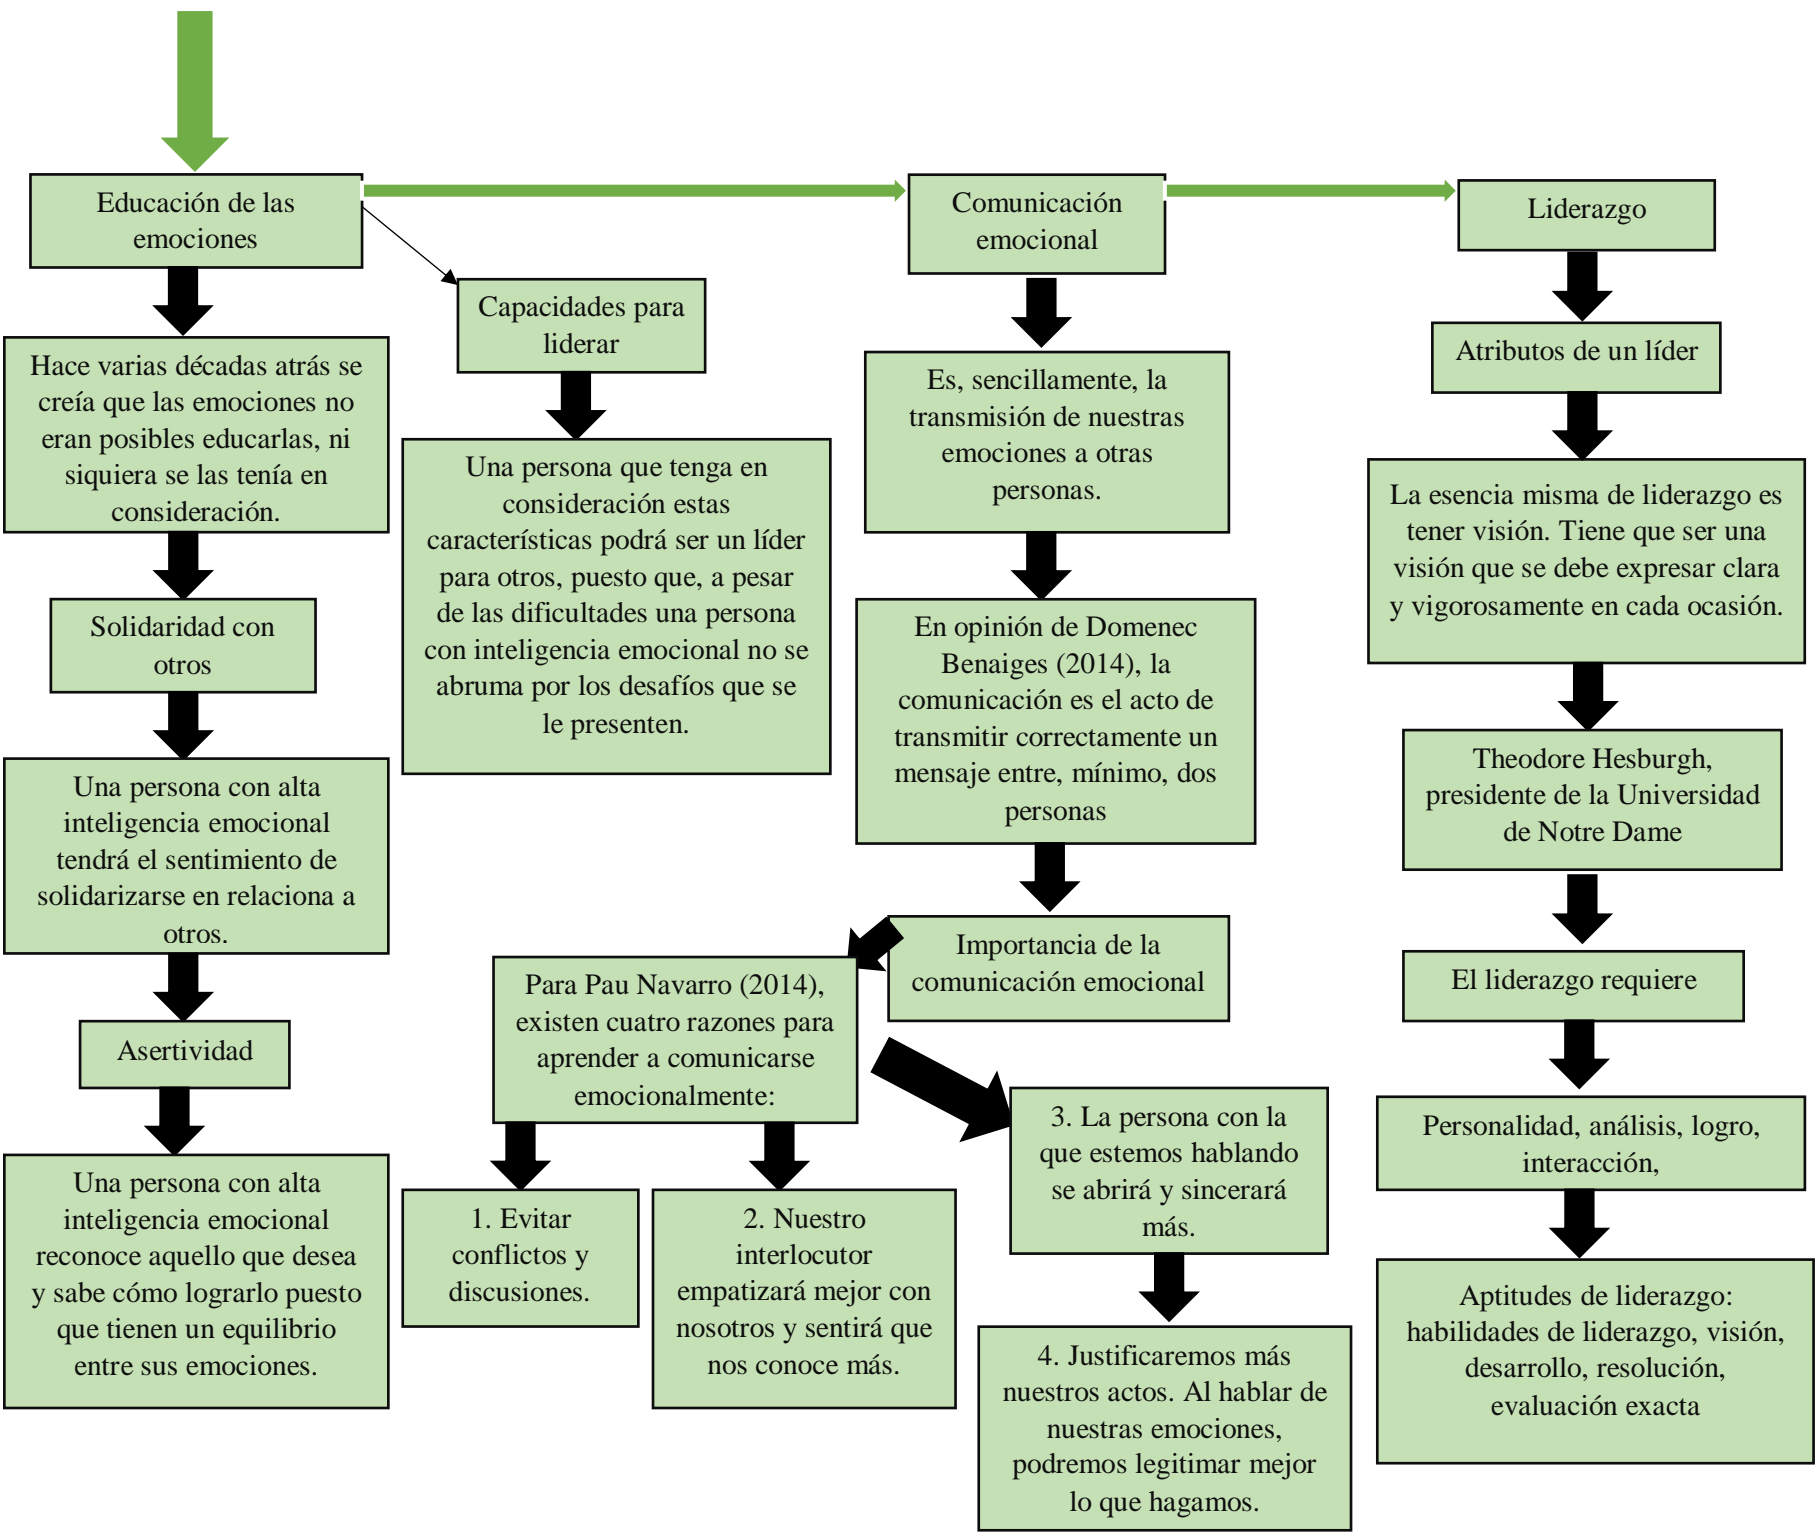 Educación de las
emociones
Hace varias décadas atrás se
creía que las emociones no
eran posibles educarlas, ni
siquiera se las tenía en
consideración.
Solidaridad con
otros
Una persona con alta
inteligencia emocional
tendrá el sentimiento de
solidarizarse en relaciona a
otros.
Asertividad
Una persona con alta
inteligencia emocional
reconoce aquello que desea
y sabe cómo lograrlo puesto
que tienen un equilibrio
entre sus emociones.
Capacidades para
liderar
Una persona que tenga en
consideración estas
características podrá ser un líder
para otros, puesto que, a pesar
de las dificultades una persona
con inteligencia emocional no se
abruma por los desafíos que se
le presenten.
Comunicación
emocional
Es, sencillamente, la
transmisión de nuestras
emociones a otras
personas.
En opinión de Domenec
Benaiges (2014), la
comunicación es el acto de
transmitir correctamente un
mensaje entre, mínimo, dos
personas
Importancia de la
comunicación emocional
Para Pau Navarro (2014),
existen cuatro razones para
aprender a comunicarse
emocionalmente:
1. Evitar
conflictos y
discusiones.
2. Nuestro
interlocutor
empatizará mejor con
nosotros y sentirá que
nos conoce más.
3. La persona con la
que estemos hablando
se abrirá y sincerará
más.
4. Justificaremos más
nuestros actos. Al hablar de
nuestras emociones,
podremos legitimar mejor
lo que hagamos.
Liderazgo
Atributos de un líder
La esencia misma de liderazgo es
tener visión. Tiene que ser una
visión que se debe expresar clara
y vigorosamente en cada ocasión.
Theodore Hesburgh,
presidente de la Universidad
de Notre Dame
El liderazgo requiere
Personalidad, análisis, logro,
interacción,
Aptitudes de liderazgo:
habilidades de liderazgo, visión,
desarrollo, resolución,
evaluación exacta